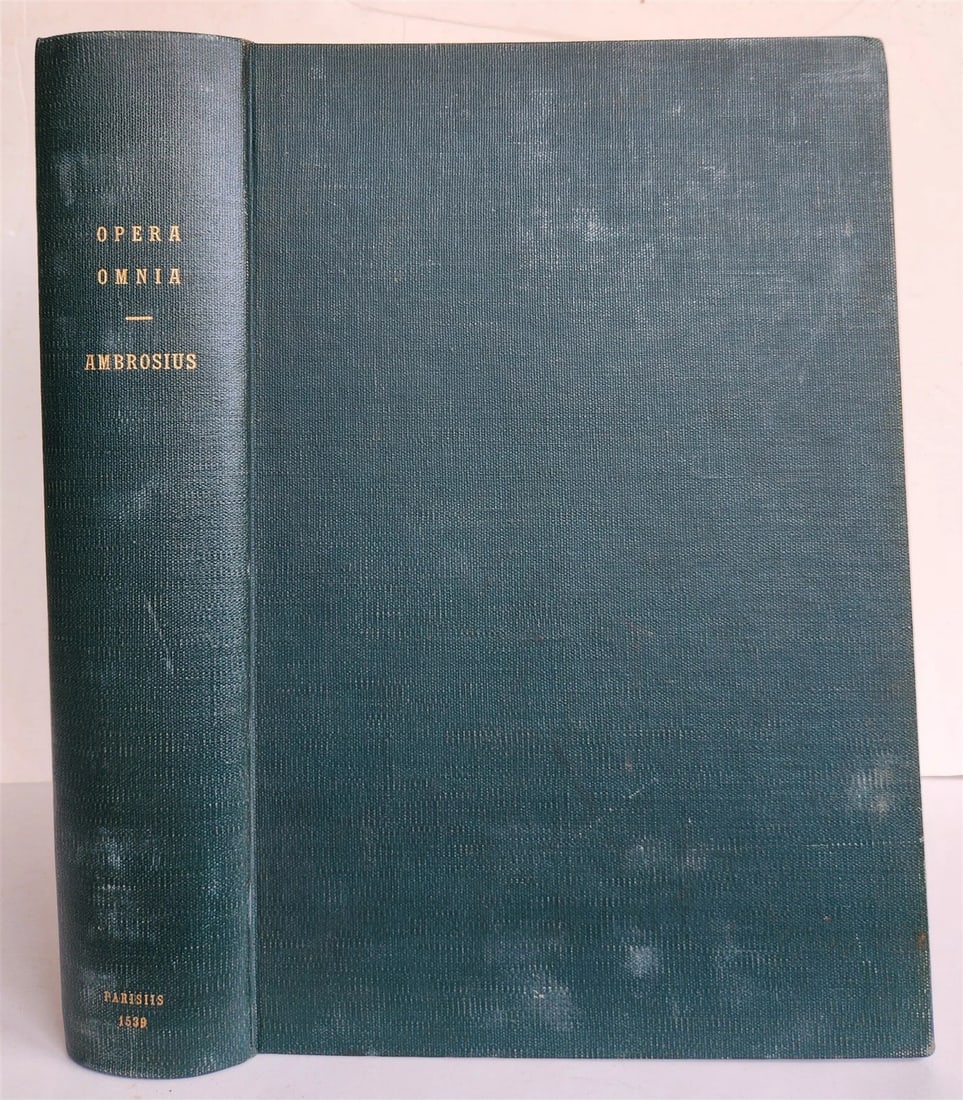 OPERA
OMNIA
AMBROSIUS
PARISIIS
1539